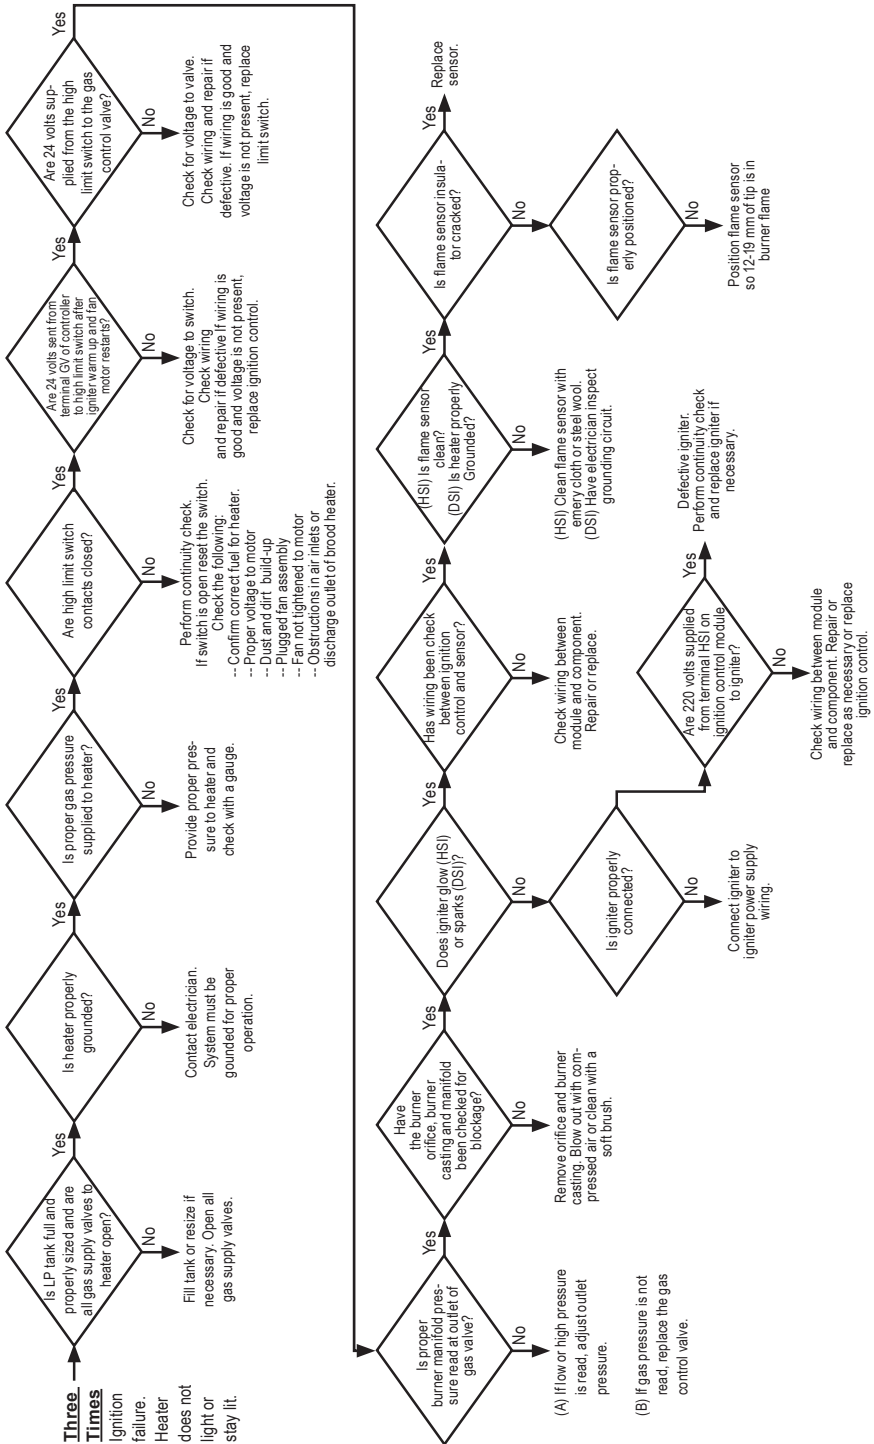 Three
Times
Ignition
failure.
Heater
does not
light or
stay lit.
Is LP tank full and
properly sized and are
all gas supply valves to
heater open?
Yes
No
Fill tank or resize if
necessary. Open all
gas supply valves.
Is heater properly
grounded?
Yes
No
Contact electrician.
System must be
gounded for proper
operation.
Is proper gas pressure
supplied to heater?
Yes
No
Provide proper pres-
sure to heater and
check with a gauge.
Are high limit switch
contacts closed?
Yes
No
Perform continuity check.
If switch is open reset the switch.
Check the following:
-- Confirm correct fuel for heater.
-- Proper voltage to motor
-- Dust and dirt build-up
-- Plugged fan assembly
-- Fan not tightened to motor
-- Obstructions in air inlets or
discharge outlet of brood heater.
Are 24 volts sent from
terminal GV of controller
to high limit switch after
igniter warm up and fan
motor restarts?
Yes
No
Check for voltage to switch.
Check wiring
and repair if defective If wiring is
good and voltage is not present,
replace ignition control.
Are 24 volts sup-
plied from the high
limit switch to the gas
control valve?
Yes
No
Check for voltage to valve.
Check wiring and repair if
defective. If wiring is good and
voltage is not present, replace
limit switch.
Is proper
burner manifold pres-
sure read at outlet of
gas valve?
Yes
No
(A) If low or high pressure
is read, adjust outlet
pressure.
(B) If gas pressure is not
read, replace the gas
control valve.
Have
the burner
orifice, burner
casting and manifold
been checked for
blockage?
Yes
No
Remove orifice and burner
casting. Blow out with com-
pressed air or clean with a
soft brush.
Does igniter glow (HSI)
or sparks (DSI)?
Yes
No
Is igniter properly
connected?
No
Connect igniter to
igniter power supply
wiring.
Has wiring been check
between ignition
control and sensor?
Yes
No
Check wiring between
module and component.
Repair or replace.
Are 220 volts supplied
from terminal HSI on
ignition control module
to igniter?
Yes
Defective igniter.
Perform continuity check
and replace igniter if
necessary.
No
Check wiring between module
and component. Repair or
replace as necessary or replace
ignition control.
(HSI) Is flame sensor
clean?
(DSI) Is heater properly
Grounded?
Yes
No
(HSI) Clean flame sensor with
emery cloth or steel wool.
(DSI) Have electrician inspect
grounding circuit.
Is flame sensor insula-
tor cracked?
Yes
Replace
sensor.
No
Is flame sensor prop-
erly positioned?
No
Position flame sensor
so 12-19 mm of tip is in
burner flame